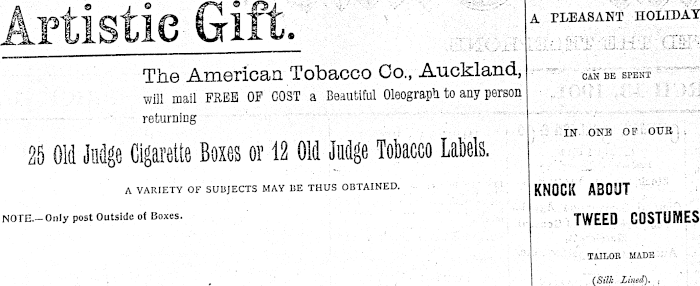 Artistic Gift.
The American Tobacco Co., Auckland,
will mail FREE OF COST a Beautiful Oleograph to any person
returning
25 Old Judge Cigarette Boxes or 12 Old Judge Tobacco Labels.
A VARIETY OF SUBJECTS MAY BE THUS OBTAINED.
NOTE.—Only post Outside of Boxes.
A PLEASANT HOLIDAY
CAN BE SPENT
IN ONE OF OUR
KNOCK ABOUT
TWEED COSTUMES
TAILOR MADE
(Silk Lined).